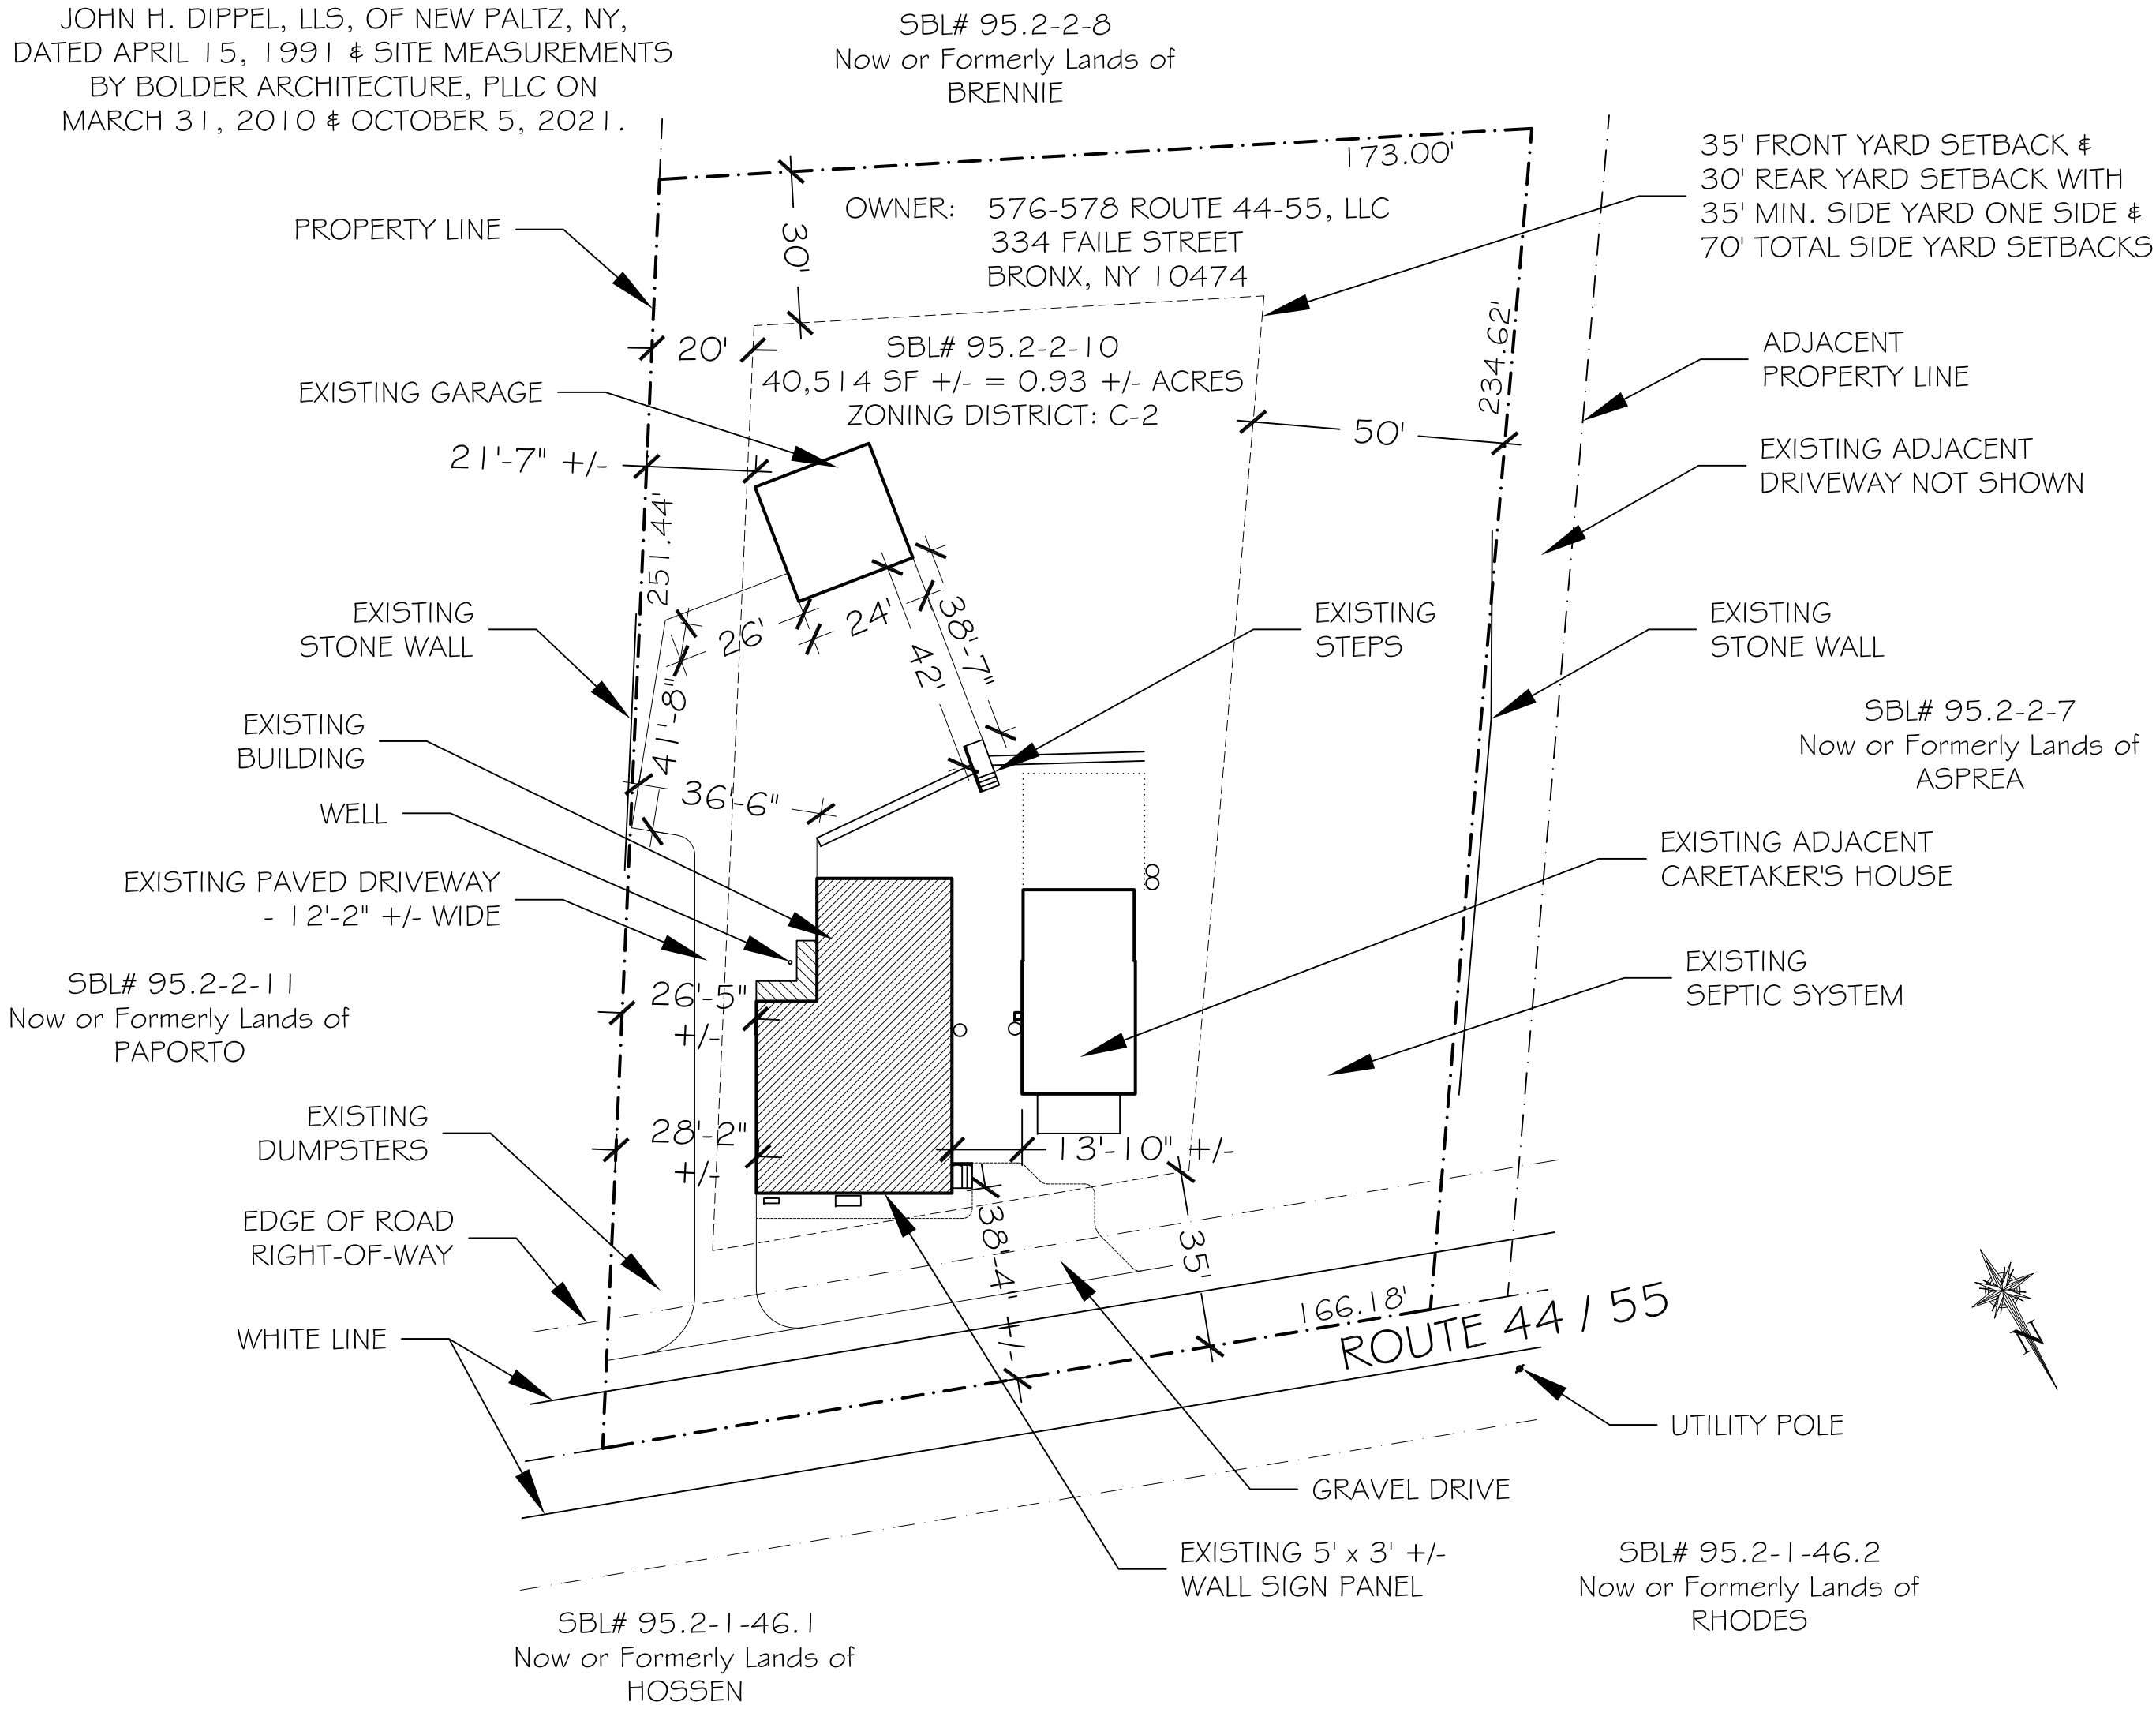 JOHN H. DIPPEL, LLS, OF NEW PALTZ, NY,
DATED APRIL 15, 1991 & SITE MEASUREMENTS
BY BOLDER ARCHITECTURE, PLLC ON
MARCH 31, 2010 & OCTOBER 5, 2021.
SBL# 95.2-2-8
Now or Formerly Lands of
BRENNIE
173.00'
35' FRONT YARD SETBACK &
30' REAR YARD SETBACK WITH
35' MIN. SIDE YARD ONE SIDE &
70' TOTAL SIDE YARD SETBACKS
PROPERTY LINE
30'
OWNER: 576-578 ROUTE 44-55, LLC
334 FAILE STREET
BRONX, NY 10474
20'
SBL# 95.2-2-10
40,514 SF +/- = 0.93 +/- ACRES
ZONING DISTRICT: C-2
234.62'
50'
ADJACENT
PROPERTY LINE
EXISTING GARAGE
21'-7" +/-
251.44'
EXISTING ADJACENT
DRIVEWAY NOT SHOWN
EXISTING
STONE WALL
26'
24'
38'-7"
42'
41'-8"
EXISTING
STEPS
EXISTING
STONE WALL
EXISTING
BUILDING
36'-6"
SBL# 95.2-2-7
Now or Formerly Lands of
ASPREA
WELL
EXISTING PAVED DRIVEWAY
- 12'-2" +/- WIDE
EXISTING ADJACENT
CARETAKER'S HOUSE
SBL# 95.2-2-11
Now or Formerly Lands of
PAPORTO
26'-5"
+/-
EXISTING
SEPTIC SYSTEM
EXISTING
DUMPSTERS
28'-2"
+/-
13'-10" +/-
EDGE OF ROAD
RIGHT-OF-WAY
38'-4" +/-
35'
WHITE LINE
166.18'
ROUTE 44 / 55
N
UTILITY POLE
GRAVEL DRIVE
EXISTING 5' x 3' +/-
WALL SIGN PANEL
SBL# 95.2-1-46.2
Now or Formerly Lands of
RHODES
SBL# 95.2-1-46.1
Now or Formerly Lands of
HOSSEN